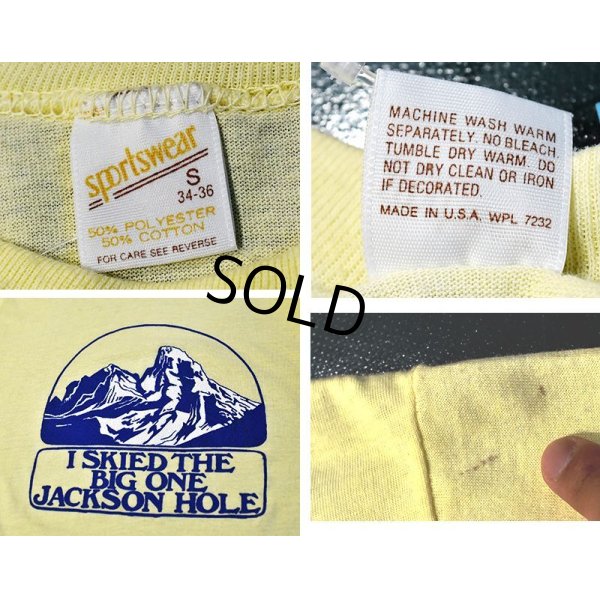 sportswear
S
34-36
50% POLYESTER
50% COTTON
FOR CARE SEE REVERSE
MACHINE WASH WARM
SEPARATELY. NO BLEACH.
TUMBLE DRY WARM. DO
NOT DRY CLEAN OR IRON
IF DECORATED.
MADE IN U.S.A. WPL 7232
SOLD
I SKIED THE
BIG ONE
JACKSON HOLE